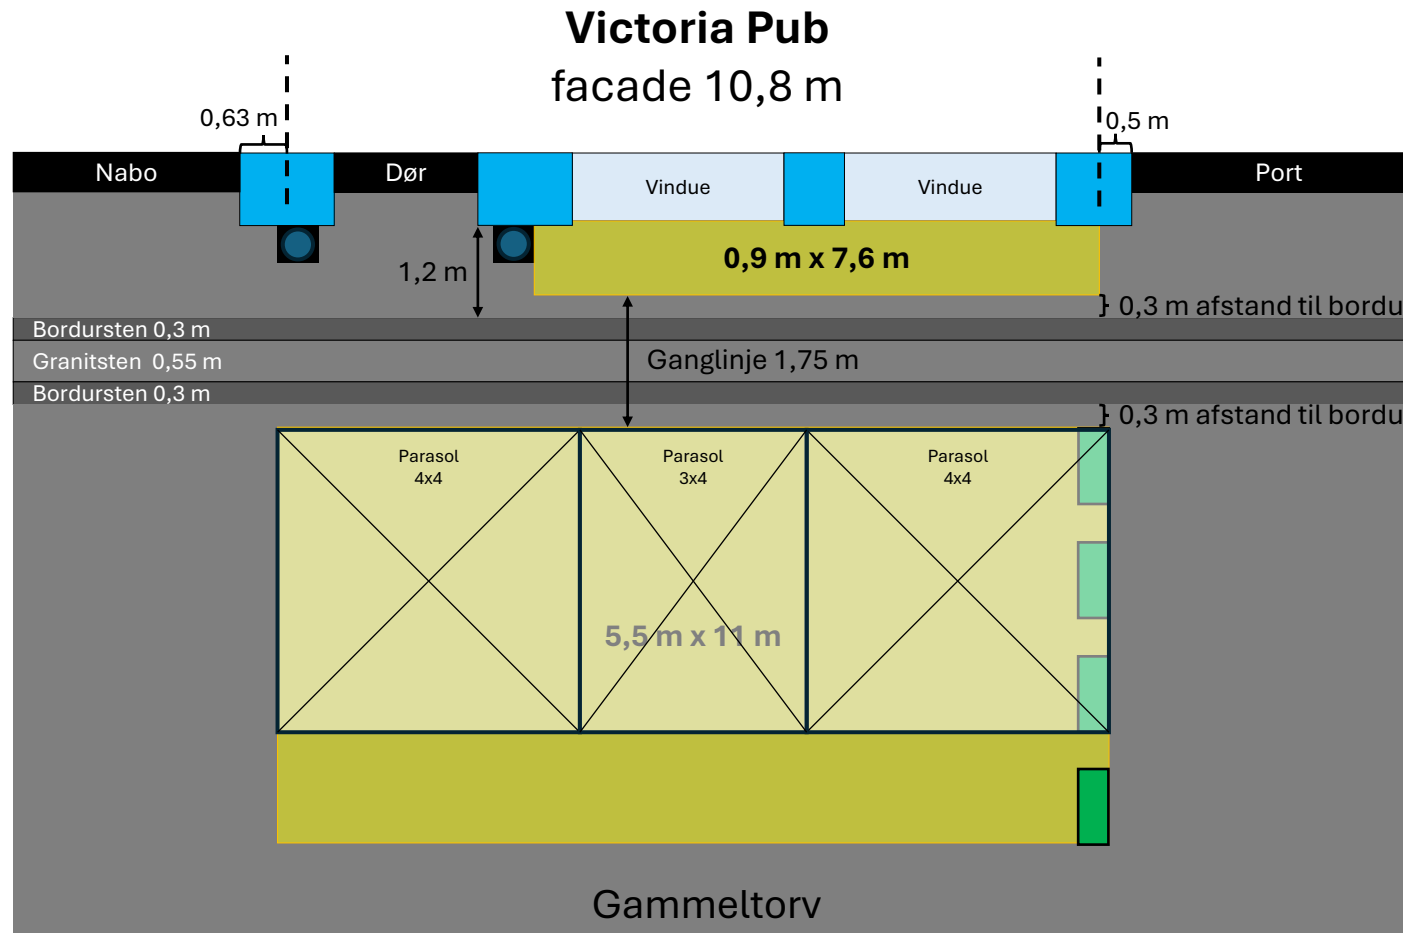 Victoria Pub
facade 10,8 m
0,63 m
0,5 m
Nabo
Dør
Vindue
Vindue
Port
1,2 m
0,9 m x 7,6 m
0,3 m afstand til bordu
Bordursten 0,3 m
Granitsten 0,55 m
Ganglinje 1,75 m
Bordursten 0,3 m
0,3 m afstand til bordu
Parasol
4x4
Parasol
3x4
Parasol
4x4
5,5 m x 11 m
Gammeltorv